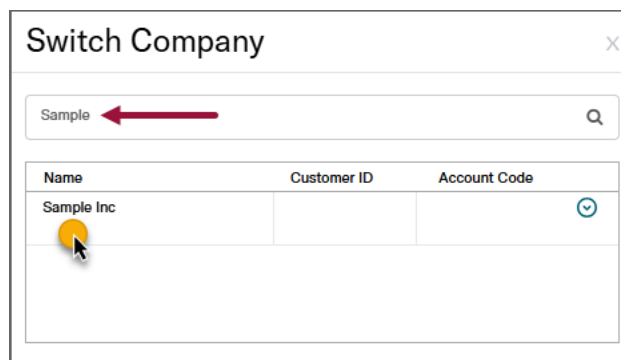 Switch Company
X
Sample
Name Customer ID Account Code
Sample Inc